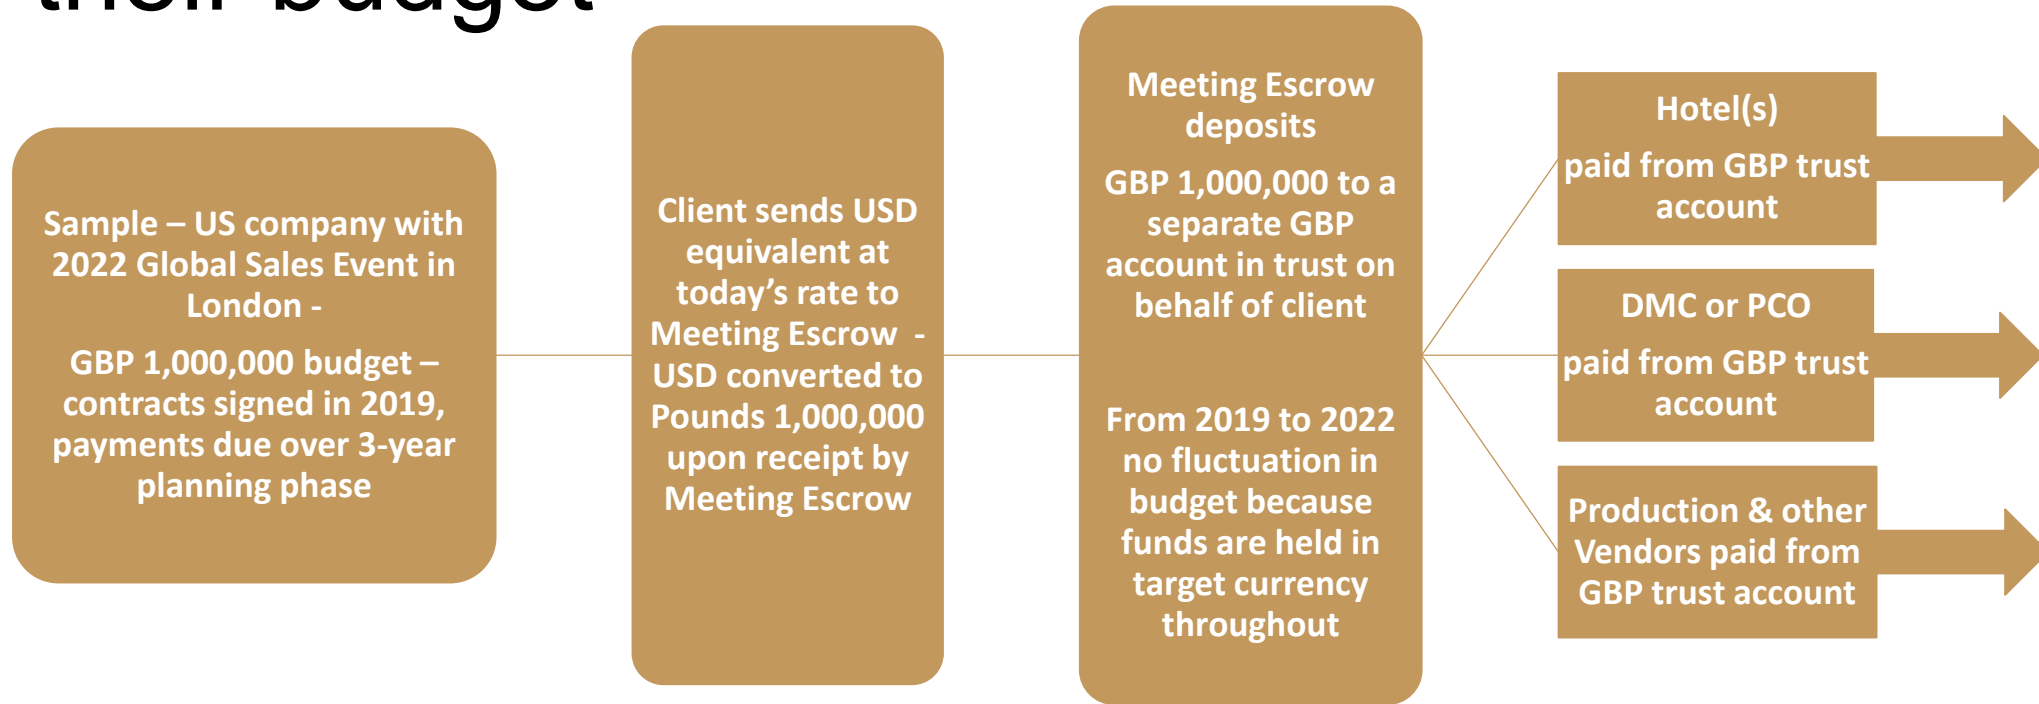 their budget
Sample – US company with
2022 Global Sales Event in
London -
GBP 1,000,000 budget –
contracts signed in 2019,
payments due over 3-year
planning phase
Client sends USD
equivalent at
today’s rate to
Meeting Escrow  -
USD converted to
Pounds 1,000,000
upon receipt by
Meeting Escrow
Meeting Escrow
deposits
GBP 1,000,000 to a
separate GBP
account in trust on
behalf of client
From 2019 to 2022
no fluctuation in
budget because
funds are held in
target currency
throughout
Hotel(s)
paid from GBP trust
account
DMC or PCO
paid from GBP trust
account
Production & other
Vendors paid from
GBP trust account